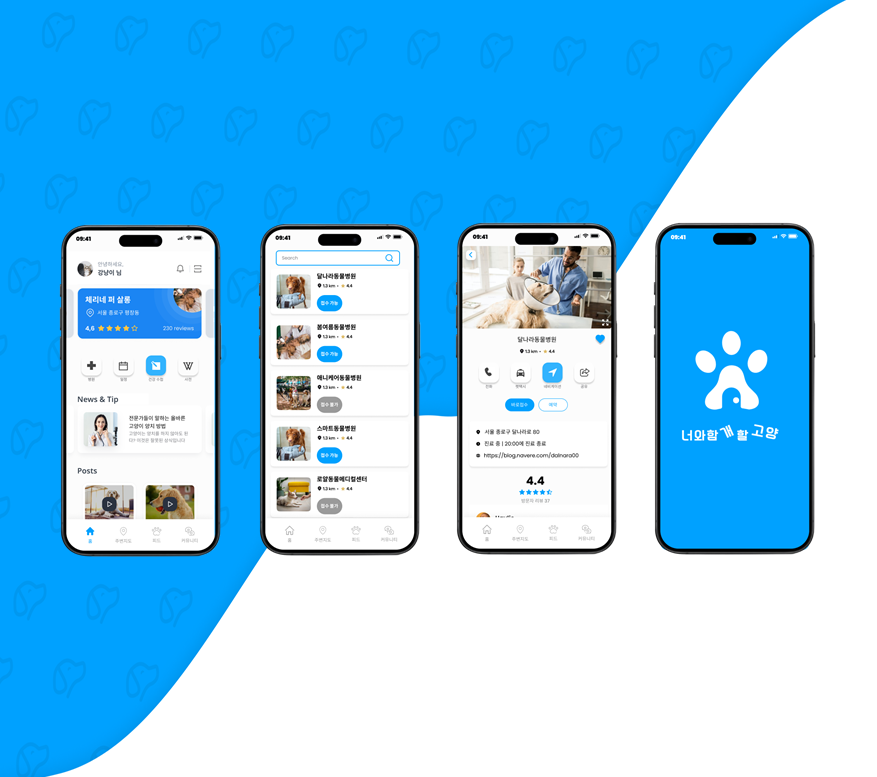 09:41
안녕하세요.
강냥이 님
체리네 퍼 살롱
서울 종로구 평창동
4,6
230 reviews
병원
일정
전문 수첩
사전
News & Tip
전문가들이 말하는 올바른
고양이 양치 방법
고양이는 양치를 하지 않아도 된
다? 이것은 잘못된 상식입니다
Posts
홈
주변지도
위드
커뮤니티
09:41
Search
달나라동물병원
1.3 km • 4.4
접수 가능
봄여름동물병원
1.3 km • 4.4
접수 가능
애니케어동물병원
1.3 km • 4.4
접수 불가
스마트동물병원
1.3 km • 4.4
접수 가능
로얄동물메디컬센터
1.3 km • 4.4
접수 불가
홈
주변지도
위드
커뮤니티
09:41
달나라동물병원
1.3 km • 4.4
전화
펫택시
네비게이션
공유
바로접수
예약
서울 종로구 달나라로 80
진료 중 | 20:00에 진료 종료
https://blog.navere.com/dalnara00
4.4
방문자 리뷰 37
홈
주변지도
위드
커뮤니티
09:41
너와함개 할고양